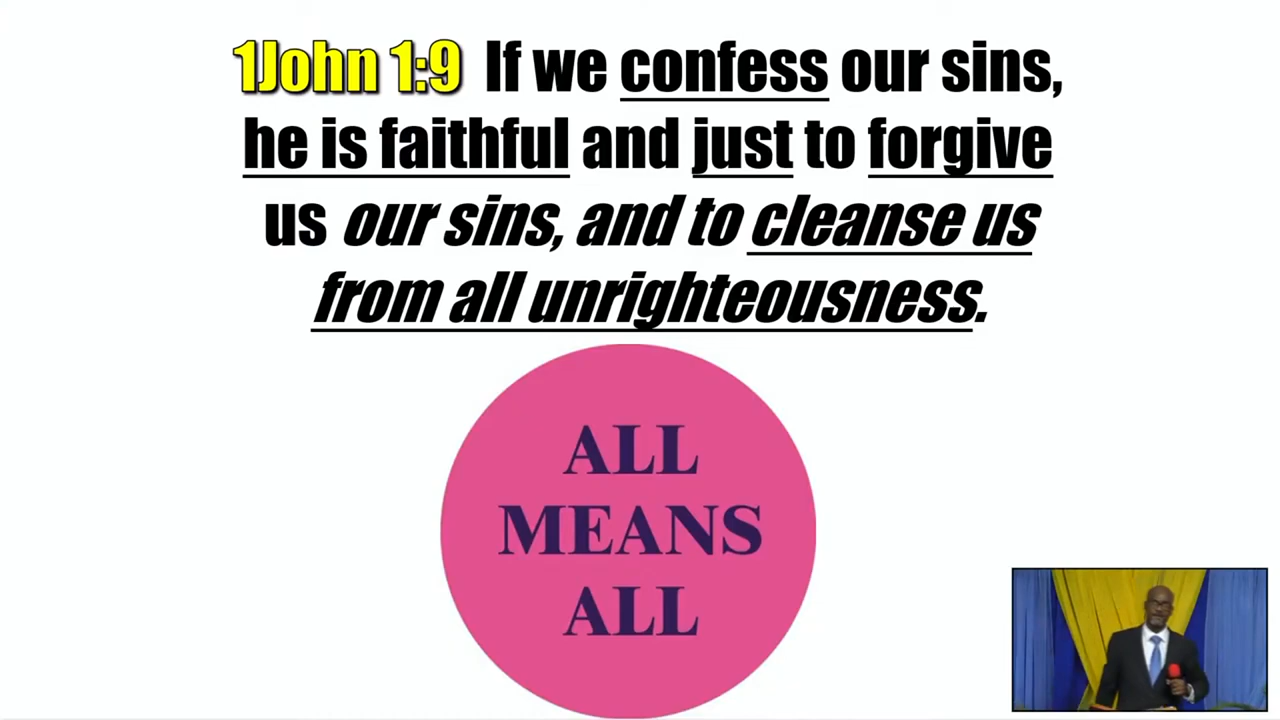 1John 1:9 If we confess our sins,
he is faithful and just to forgive
us our sins, and to cleanse us
from all unrighteousness.
ALL
MEANS
ALL